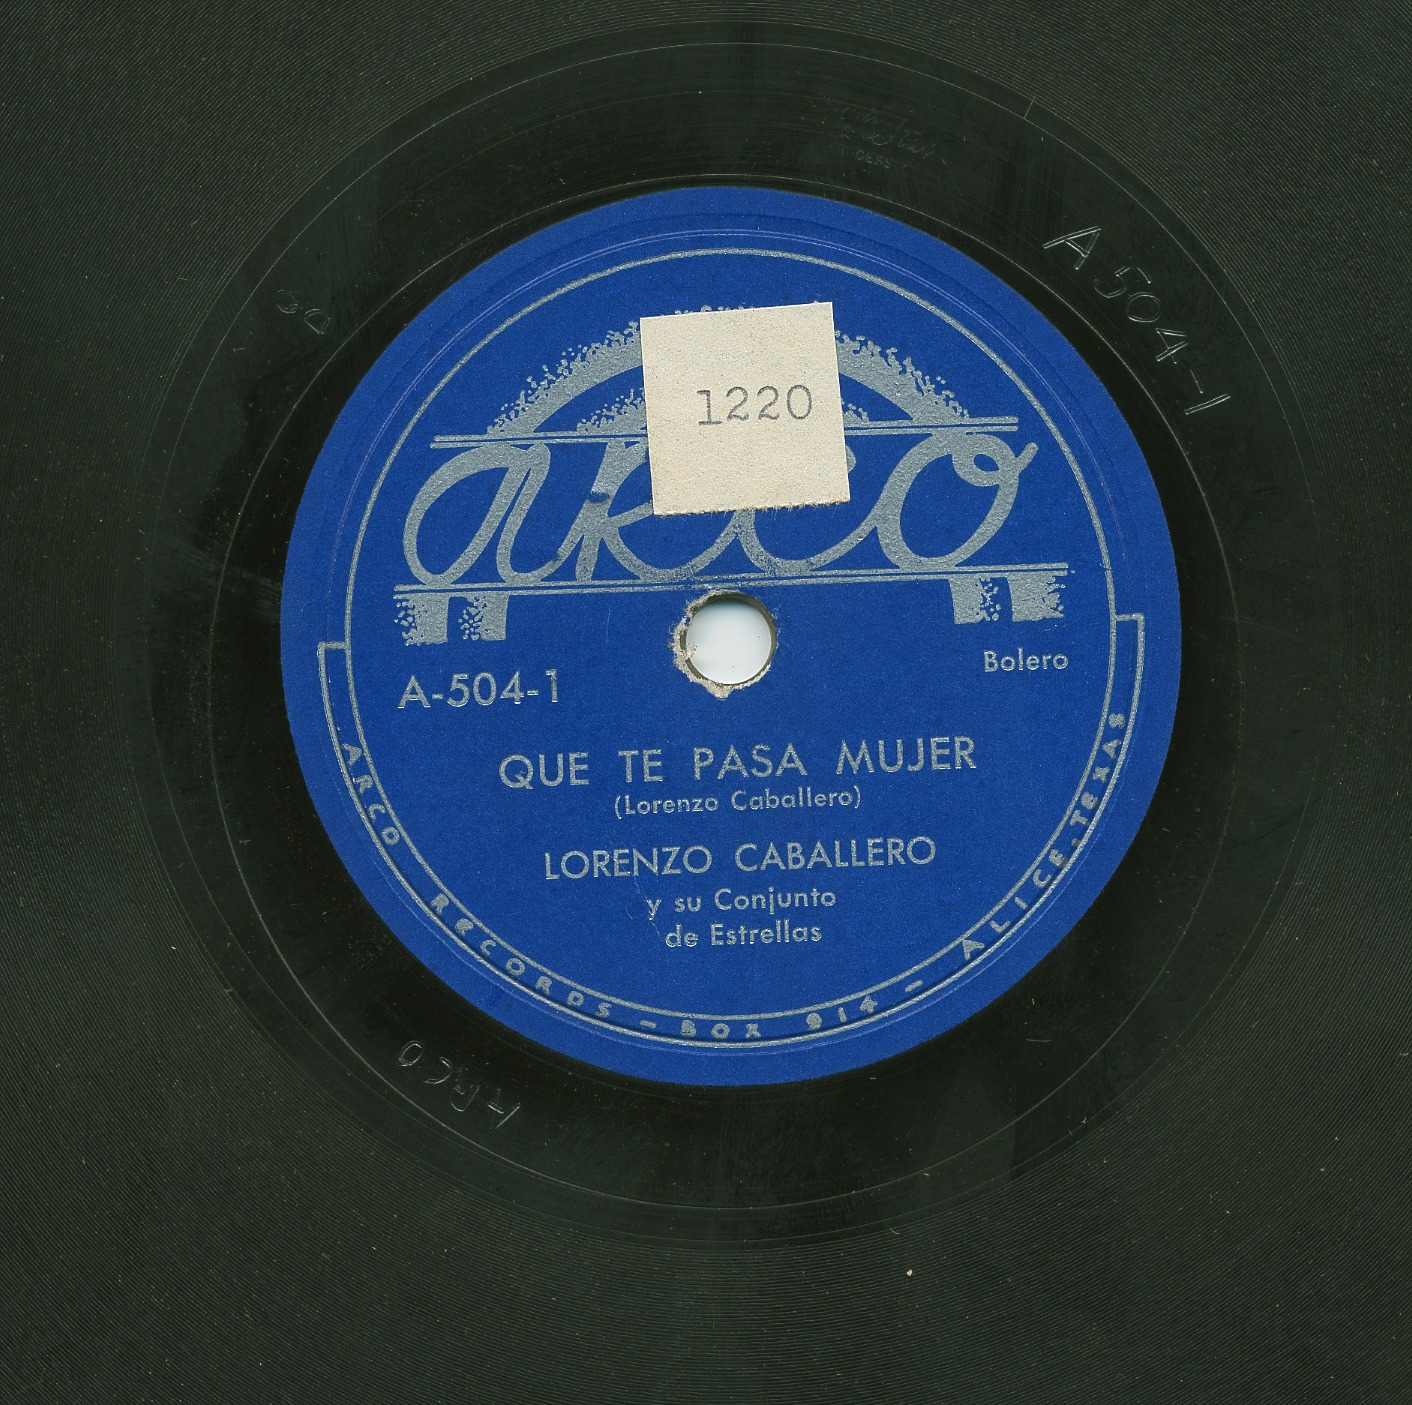 1220
arco
Bolero
A-504-1
QUE TE PASA MUJER
(Lorenzo Caballero)
LORENZO CABALLERO
y su Conjunto
de Estrellas
ARCO RECORDS - BOX 914 - ALICE, TEXAS
A 504-1
ARCO